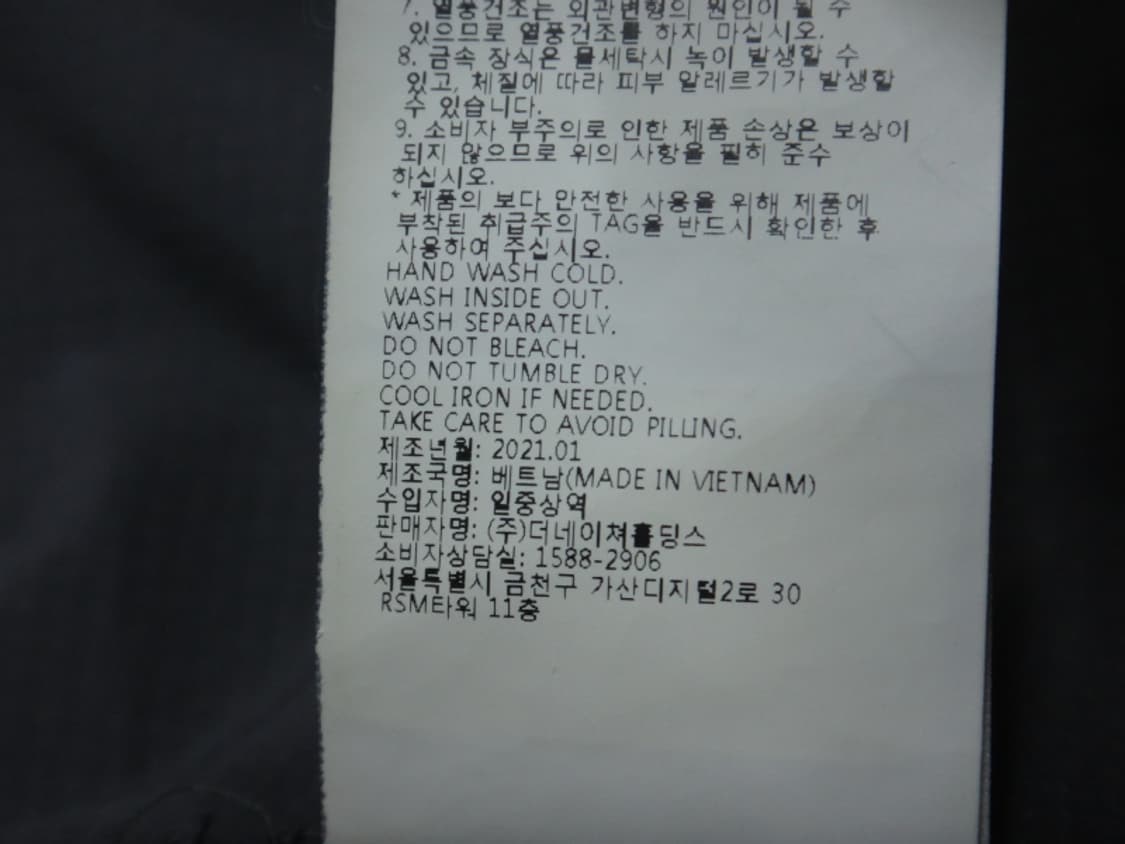 7. 열풍건조는 외관변형의 원인이 될 수
있으므로 열풍건조를 하지 마십시오.
8. 금속 장식은 물세탁시 녹이 발생할 수
있고, 체질에 따라 피부 알레르기가 발생할
수 있습니다.
9. 소비자 부주의로 인한 제품 손상은 보상이
되지 않으므로 위의 사항을 필히 준수
하십시오.
* 제품의 보다 안전한 사용을 위해 제품에
부착된 취급주의 TAG을 반드시 확인한 후
사용하여 주십시오.
HAND WASH COLD.
WASH INSIDE OUT.
WASH SEPARATELY.
DO NOT BLEACH.
DO NOT TUMBLE DRY.
COOL IRON IF NEEDED.
TAKE CARE TO AVOID PILLING.
제조년월: 2021.01
제조국명: 베트남(MADE IN VIETNAM)
수입자명: 일중상역
판매자명: (주)더네이쳐홀딩스
소비자상담실: 1588-2906
서울특별시 금천구 가산디지털2로 30
RSM타워 11층